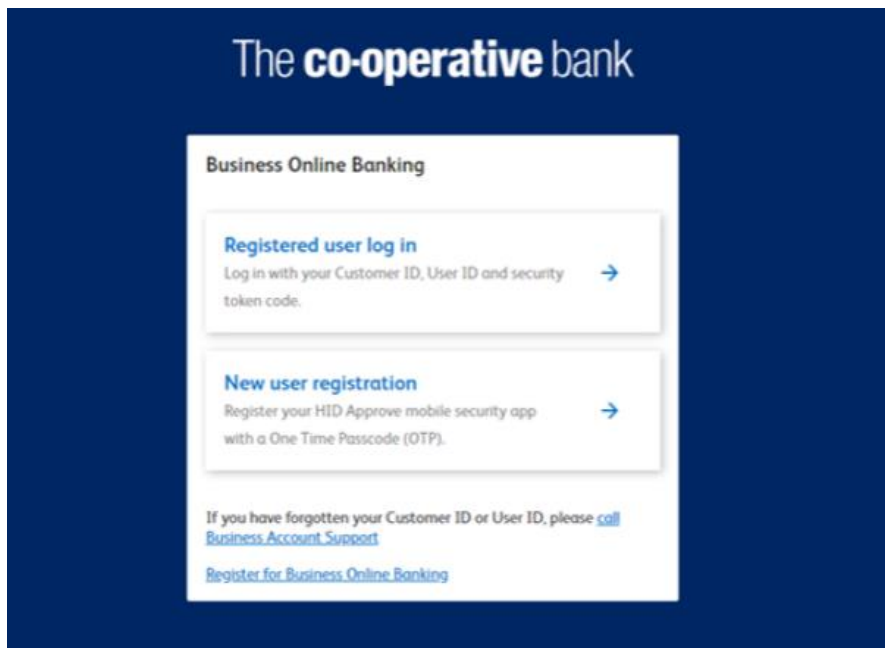 The co-operative bank
Business Online Banking
Registered user log in
Log in with your Customer ID, User ID and security
token code.
New user registration
Register your HID Approve mobile security app
with a One Time Passcode (OTP).
If you have forgotten your Customer ID or User ID, please call
Business Account Support
Register for Business Online Banking